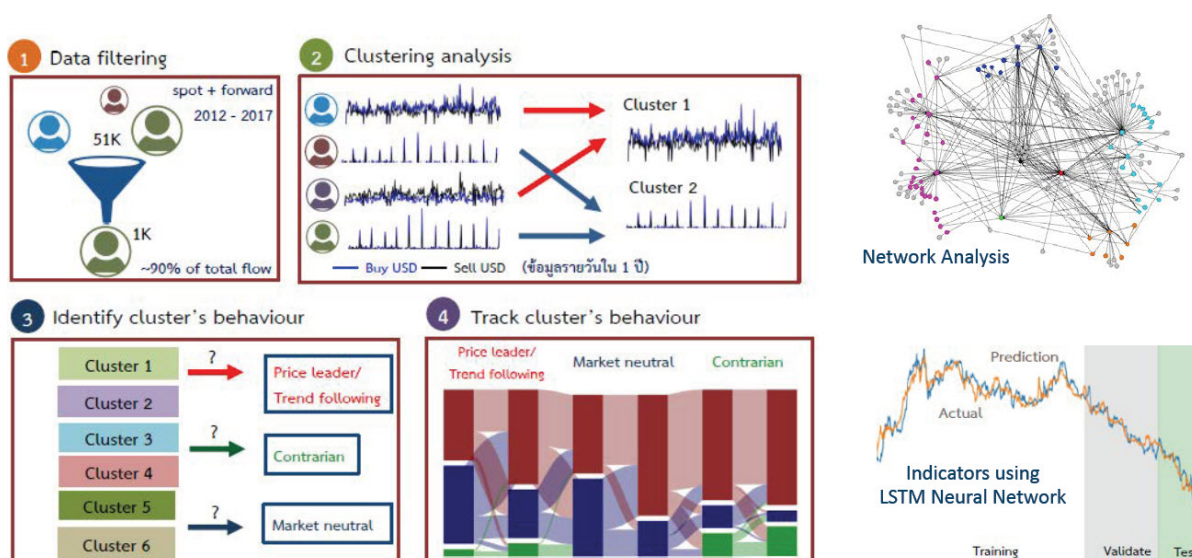 1 Data filtering
spot + forward
2012 - 2017
51K
1K
~90% of total flow
2 Clustering analysis
Cluster 1
Cluster 2
Buy USD
Sell USD
(ข้อมูลรายวันใน 1 ปี)
Network Analysis
3 Identify cluster's behaviour
Cluster 1
Cluster 2
Cluster 3
Cluster 4
Cluster 5
Cluster 6
?
?
?
Price leader/
Trend following
Contrarian
Market neutral
4 Track cluster's behaviour
Price leader/
Trend following
Market neutral
Contrarian
Prediction
Actual
Indicators using
LSTM Neural Network
Training
Validate